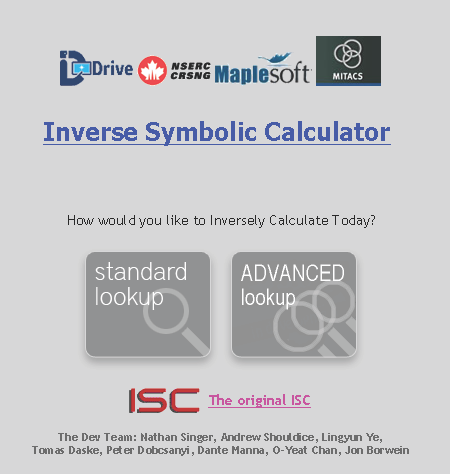 iDDrive NSERC CRSNG Maplesoft MITACS
Inverse Symbolic Calculator
How would you like to Inversely Calculate Today?
standard lookup
ADVANCED lookup
ISC The original ISC
The Dev Team: Nathan Singer, Andrew Shouldice, Lingyun Ye,
Tomas Daske, Peter Dobcsanyi, Dante Manna, O-Yeat Chan, Jon Borwein